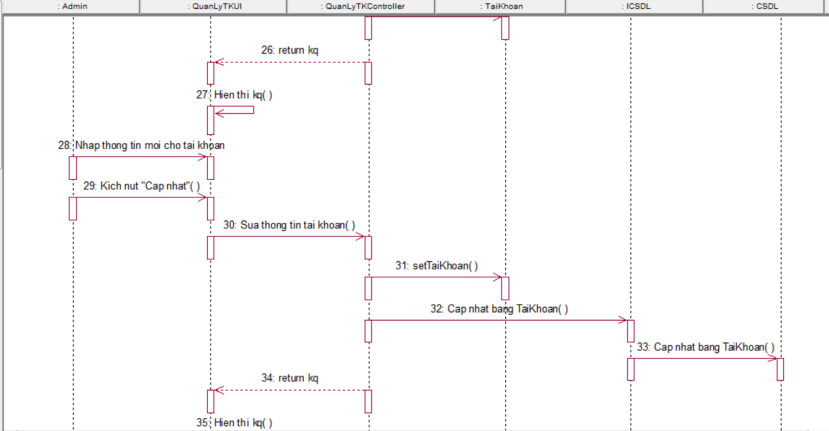 : Admin : QuanLyTKUI : QuanLyTKController : TaiKhoan : ICSDL : CSDL
26: return kq
27: Hien thi kq( )
28: Nhap thong tin moi cho tai khoan
29: Kich nut "Cap nhat"( )
30: Sua thong tin tai khoan( )
31: setTaiKhoan( )
32: Cap nhat bang TaiKhoan( )
33: Cap nhat bang TaiKhoan( )
34: return kq
35: Hien thi kq( )